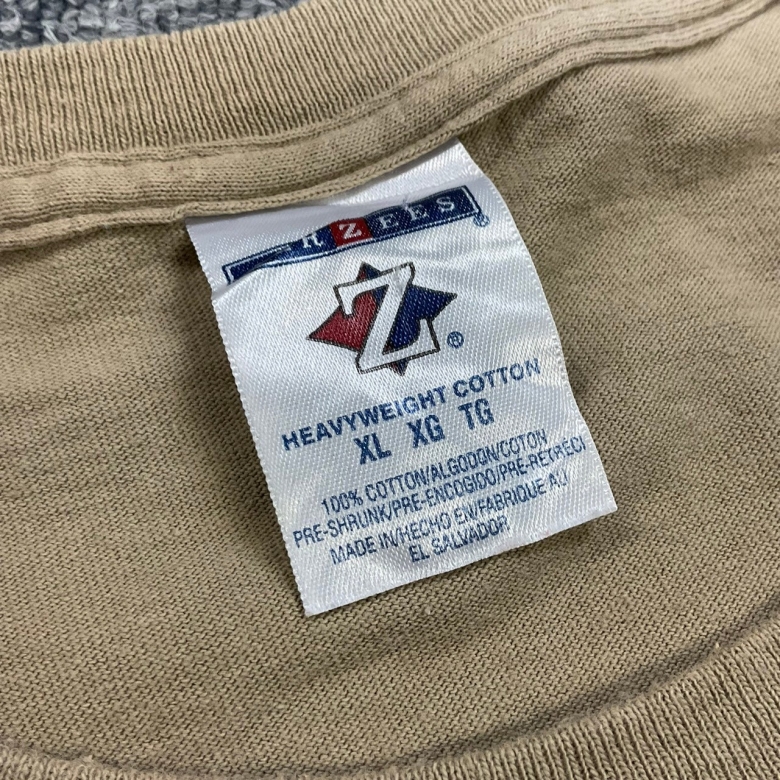 RZEES®
Z®
HEAVYWEIGHT COTTON
XL XG TG
100% COTTON/ALGODON/COTON
PRE-SHRUNK/PRE-ENCOGIDO/PRE-RETRECI
MADE IN/HECHO EN/FABRIQUE AU
EL SALVADOR